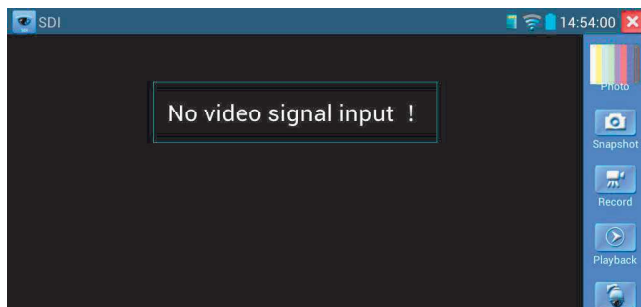 SDI
14:54:00
No video signal input !
Photo
Snapshot
Record
Playback